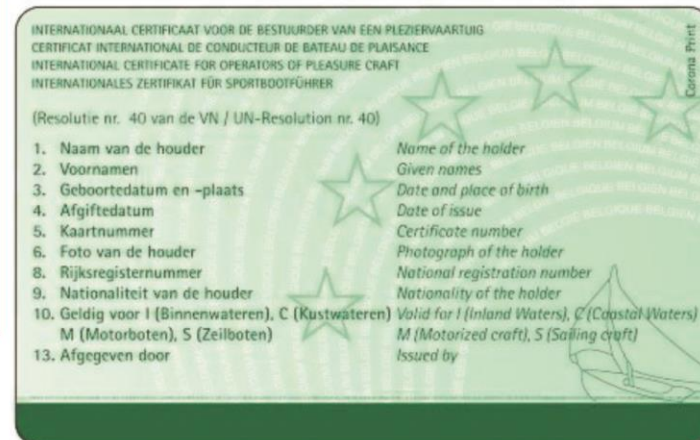 INTERNATIONAAL CERTIFICAAT VOOR DE BESTUURDER VAN EEN PLEZIERVAARTUIG
CERTIFICAT INTERNATIONAL DE CONDUCTEUR DE BATEAU DE PLAISANCE
INTERNATIONAL CERTIFICATE FOR OPERATORS OF PLEASURE CRAFT
INTERNATIONALES ZERTIFIKAT FÜR SPORTBOOTFÜHRER
Corona Print
(Resolutie nr. 40 van de VN / UN-Resolution nr. 40)
1. Naam van de houder Name of the holder
2. Voornamen Given names
3. Geboortedatum en -plaats Date and place of birth
4. Afgiftedatum Date of issue
5. Kaartnummer Certificate number
6. Foto van de houder Photograph of the holder
8. Rijksregisternummer National registration number
9. Nationaliteit van de houder Nationality of the holder
10. Geldig voor I (Binnenwateren), C (Kustwateren) Valid for I (Inland Waters), C (Coastal Waters)
M (Motorboten), S (Zeilboten) M (Motorized craft), S (Sailing craft)
13. Afgegeven door Issued by